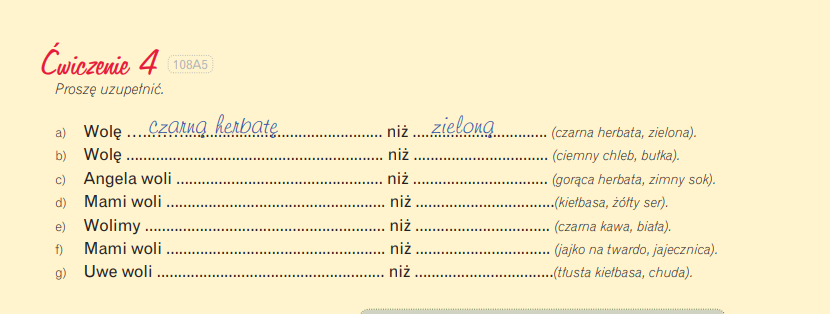 Ćwiczenie 4 108A5
Proszę uzupełnić.
a) Wolę ... czarną herbatę ........................ niż ... zielona ............ (czarna herbata, zielona).
b) Wolę ........................................................ niż .............................. (ciemny chleb, bułka).
c) Angela woli .............................................. niż .............................. (gorąca herbata, zimny sok).
d) Mami woli ................................................ niż ..............................(kiełbasa, żółty ser).
e) Wolimy .................................................... niż .............................. (czarna kawa, biała).
f) Mami woli ................................................ niż .............................. (jajko na twardo, jajecznica).
g) Uwe woli .................................................. niż ..............................(tłusta kiełbasa, chuda).